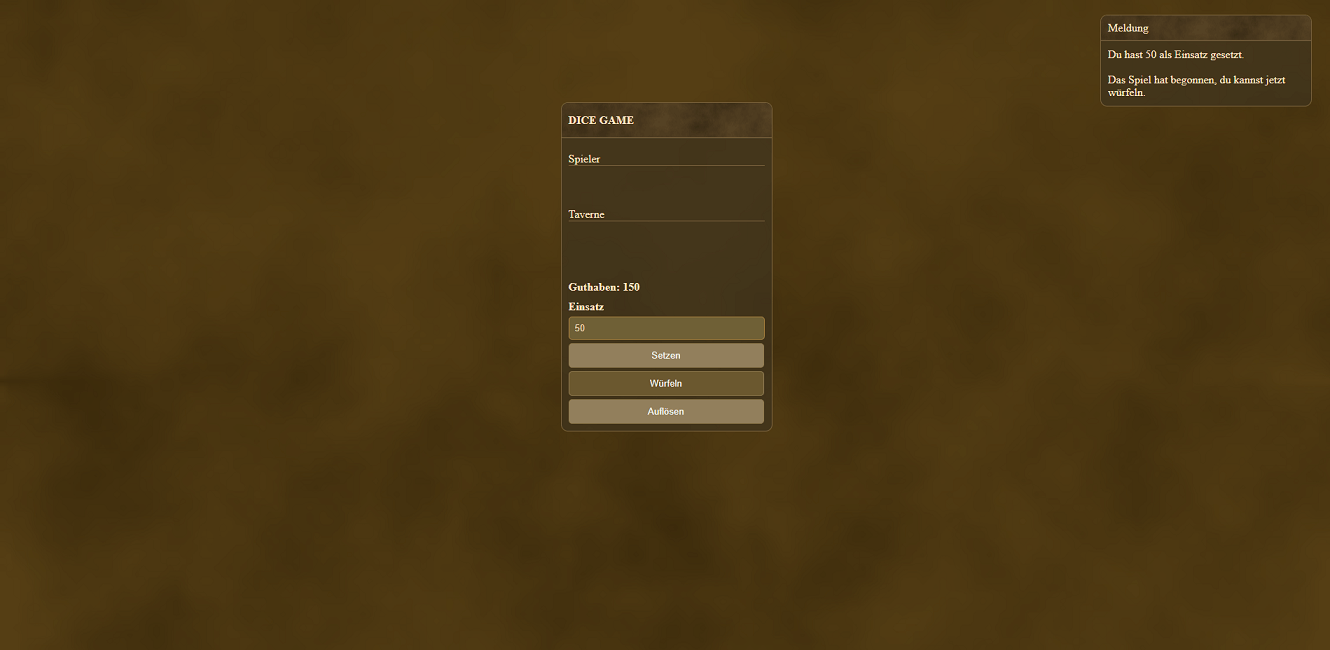 Meldung
Du hast 50 als Einsatz gesetzt.
Das Spiel hat begonnen, du kannst jetzt
würfeln.
DICE GAME
Spieler
Taverne
Guthaben: 150
Einsatz
50
Setzen
Würfeln
Auflösen